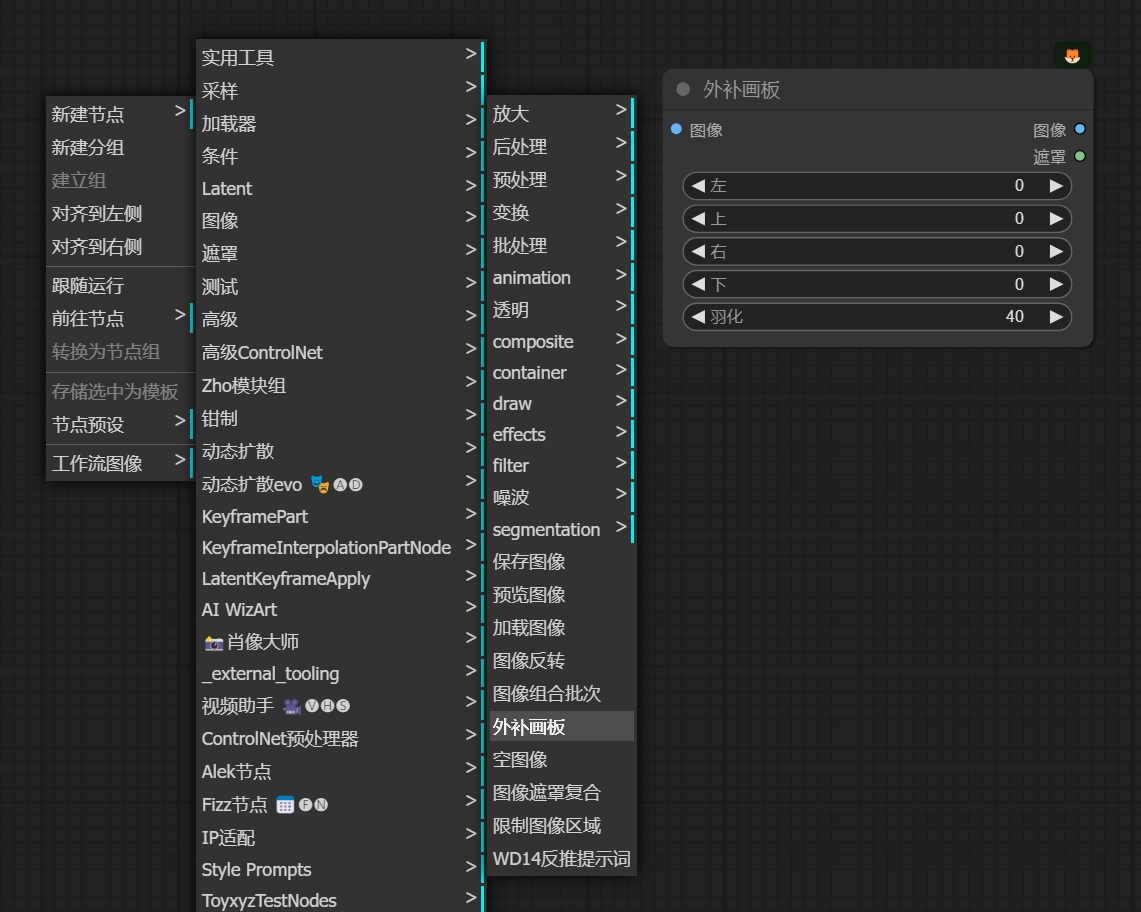 新建节点 >
新建分组
建立组
对齐到左侧
对齐到右侧
跟随运行
前往节点 >
转换为节点组
存储选中为模板
节点预设 >
工作流图像 >
实用工具 >
采样 >
加载器 >
条件 >
Latent >
图像 >
遮罩 >
测试 >
高级 >
高级ControlNet >
Zho模块组 >
钳制 >
动态扩散 >
动态扩散evo 🎭🅐🅓 >
KeyframePart >
KeyframeInterpolationPartNode >
LatentKeyframeApply >
AI WizArt >
📸肖像大师 >
_external_tooling >
视频助手 🎥🅥🅗🅢 >
ControlNet预处理器 >
Alek节点 >
Fizz节点 📅🅕🅝 >
IP适配 >
Style Prompts >
ToyxyzTestNodes >
放大 >
后处理 >
预处理 >
变换 >
批处理 >
animation >
透明 >
composite >
container >
draw >
effects >
filter >
噪波 >
segmentation >
保存图像
预览图像
加载图像
图像反转
图像组合批次
外补画板
空图像
图像遮罩复合
限制图像区域
WD14反推提示词
外补画板
图像 图像
遮罩
左 0
上 0
右 0
下 0
羽化 40